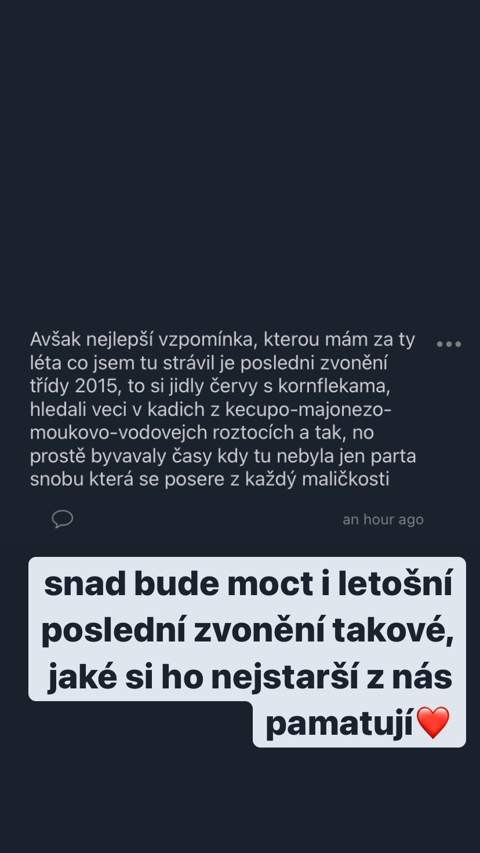 Avšak nejlepší vzpomínka, kterou mám za ty
léta co jsem tu strávil je posledni zvonění
třídy 2015, to si jidly červy s kornflekama,
hledali veci v kadich z kecupo-majonezo-
moukovo-vodovejch roztocích a tak, no
prostě byvavaly časy kdy tu nebyla jen parta
snobu která se posere z každý maličkosti
an hour ago
snad bude moct i letošní
poslední zvonění takové,
jaké si ho nejstarší z nás
pamatují❤️